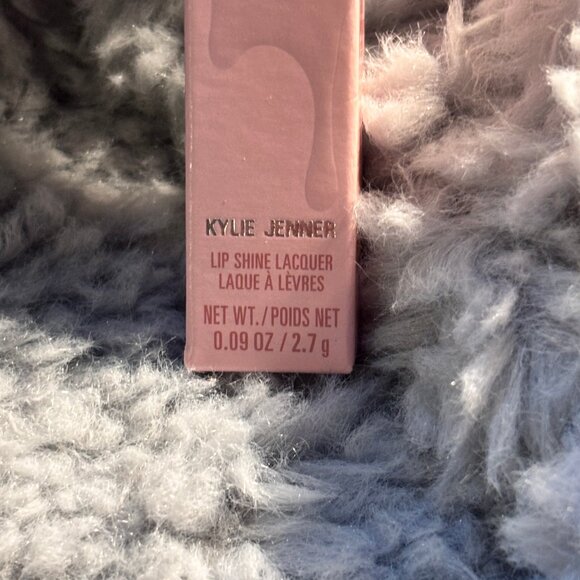 KYLIE JENNER
LIP SHINE LACQUER
LAQUE À LÈVRES
NET WT./POIDS NET
0.09 OZ / 2.7 g